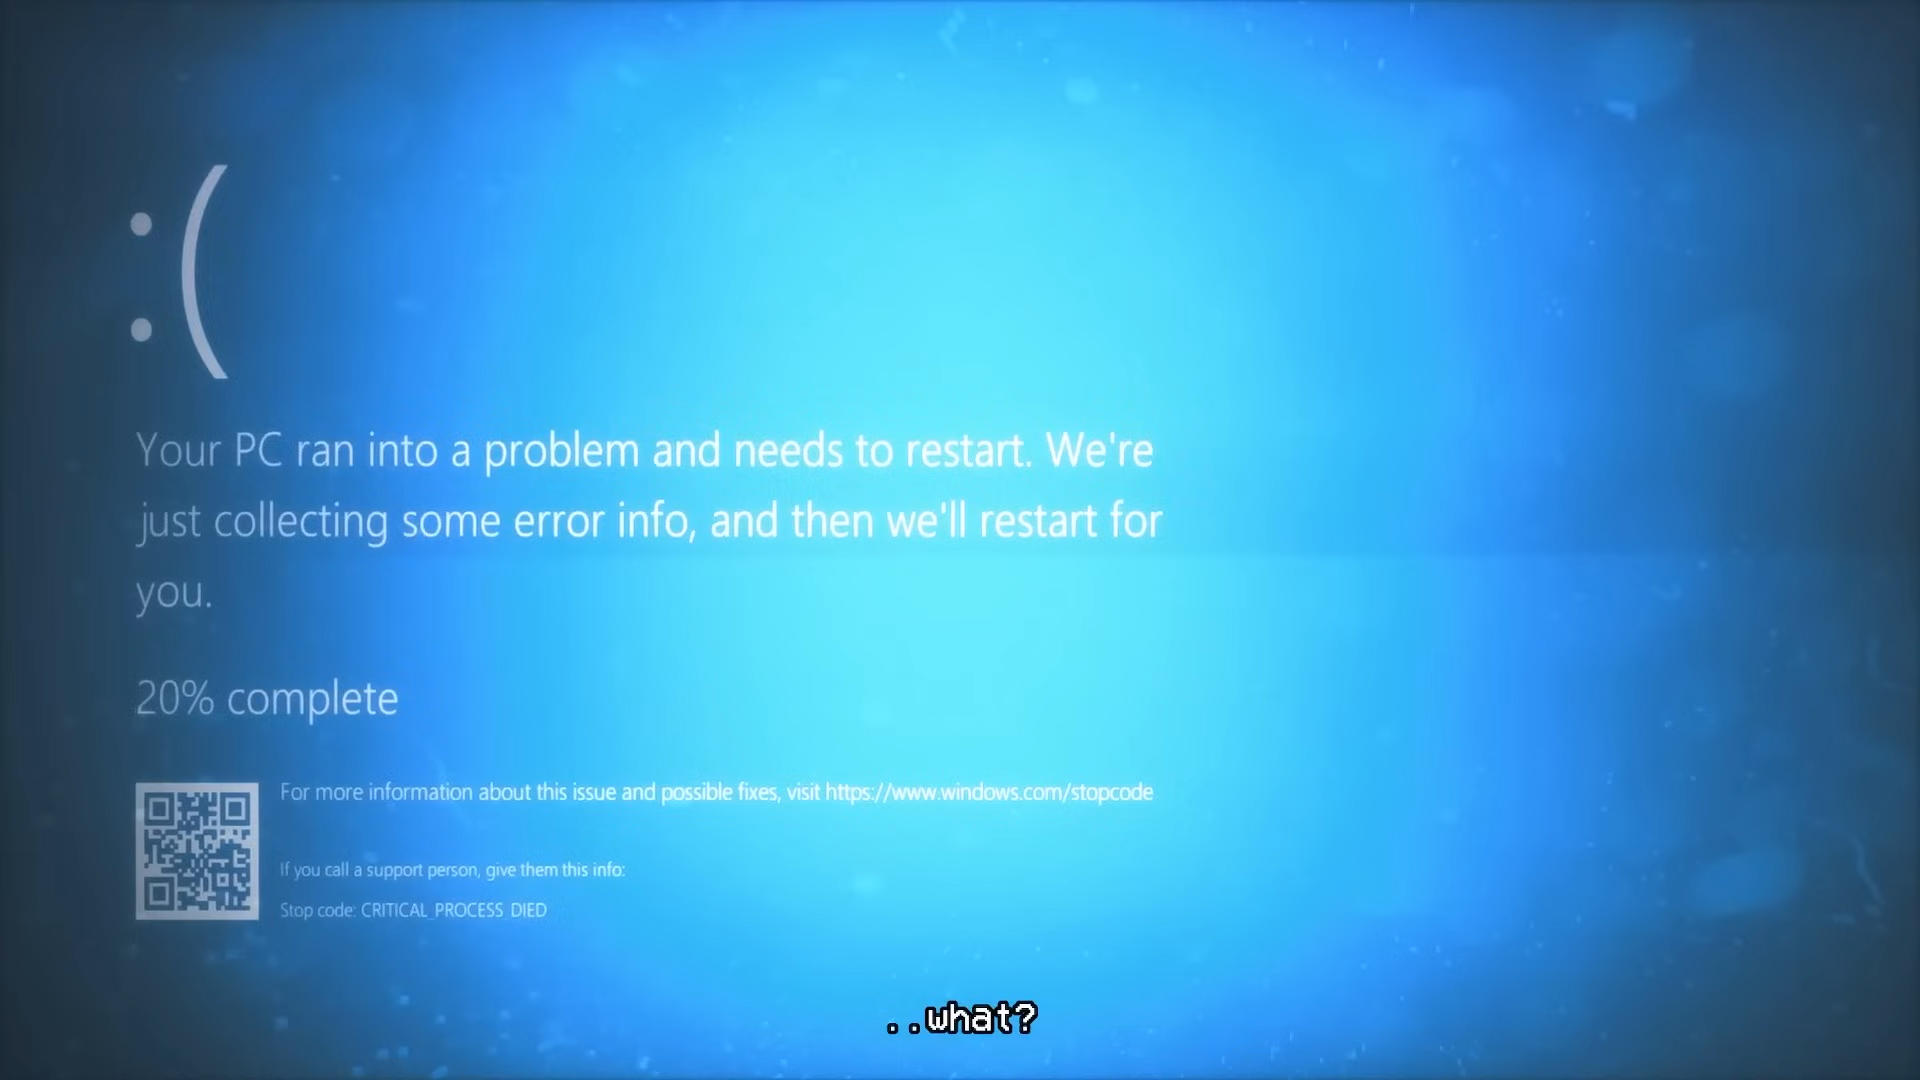 :(
Your PC ran into a problem and needs to restart. We're
just collecting some error info, and then we'll restart for
you.
20% complete
For more information about this issue and possible fixes, visit https://www.windows.com/stopcode
If you call a support person, give them this info:
Stop code: CRITICAL_PROCESS_DIED
..what?